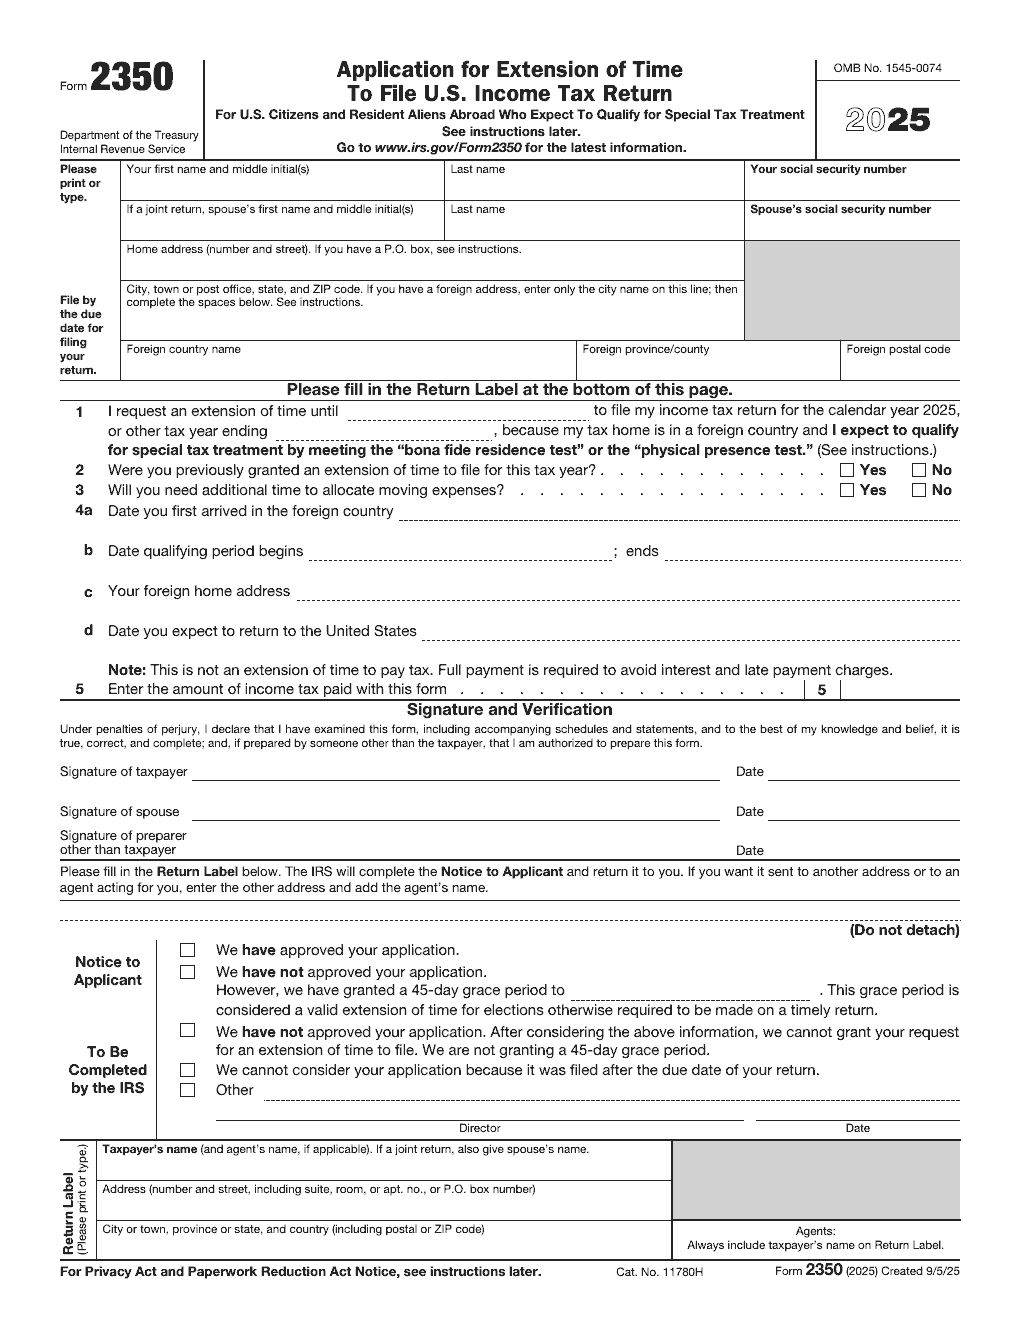 Form 2350
Department of the Treasury
Internal Revenue Service
Application for Extension of Time
To File U.S. Income Tax Return
For U.S. Citizens and Resident Aliens Abroad Who Expect To Qualify for Special Tax Treatment
See instructions later.
Go to www.irs.gov/Form2350 for the latest information.
OMB No. 1545-0074
2025
Please
print or
type.
File by
the due
date for
filing
your
return.
Your first name and middle initial(s)
Last name
Your social security number
If a joint return, spouse's first name and middle initial(s)
Last name
Spouse's social security number
Home address (number and street). If you have a P.O. box, see instructions.
City, town or post office, state, and ZIP code. If you have a foreign address, enter only the city name on this line; then
complete the spaces below. See instructions.
Foreign country name
Foreign province/county
Foreign postal code
Please fill in the Return Label at the bottom of this page.
1 I request an extension of time until to file my income tax return for the calendar year 2025,
or other tax year ending , because my tax home is in a foreign country and I expect to qualify
for special tax treatment by meeting the “bona fide residence test” or the “physical presence test.” (See instructions.)
2 Were you previously granted an extension of time to file for this tax year? . . . . . . . . . . . . . Yes No
3 Will you need additional time to allocate moving expenses? . . . . . . . . . . . . . . . . . Yes No
4a Date you first arrived in the foreign country
b Date qualifying period begins ; ends
c Your foreign home address
d Date you expect to return to the United States
Note: This is not an extension of time to pay tax. Full payment is required to avoid interest and late payment charges.
5 Enter the amount of income tax paid with this form . . . . . . . . . . . . . . . . . . . 5
Signature and Verification
Under penalties of perjury, I declare that I have examined this form, including accompanying schedules and statements, and to the best of my knowledge and belief, it is
true, correct, and complete; and, if prepared by someone other than the taxpayer, that I am authorized to prepare this form.
Signature of taxpayer Date
Signature of spouse Date
Signature of preparer
other than taxpayer Date
Please fill in the Return Label below. The IRS will complete the Notice to Applicant and return it to you. If you want it sent to another address or to an
agent acting for you, enter the other address and add the agent's name.
(Do not detach)
Notice to
Applicant
To Be
Completed
by the IRS
We have approved your application.
We have not approved your application.
However, we have granted a 45-day grace period to . This grace period is
considered a valid extension of time for elections otherwise required to be made on a timely return.
We have not approved your application. After considering the above information, we cannot grant your request
for an extension of time to file. We are not granting a 45-day grace period.
We cannot consider your application because it was filed after the due date of your return.
Other
Director Date
Return Label
(Please print or type.)
Taxpayer's name (and agent's name, if applicable). If a joint return, also give spouse's name.
Address (number and street, including suite, room, or apt. no., or P.O. box number)
City or town, province or state, and country (including postal or ZIP code)
Agents:
Always include taxpayer's name on Return Label.
For Privacy Act and Paperwork Reduction Act Notice, see instructions later. Cat. No. 11780H Form 2350 (2025) Created 9/5/25